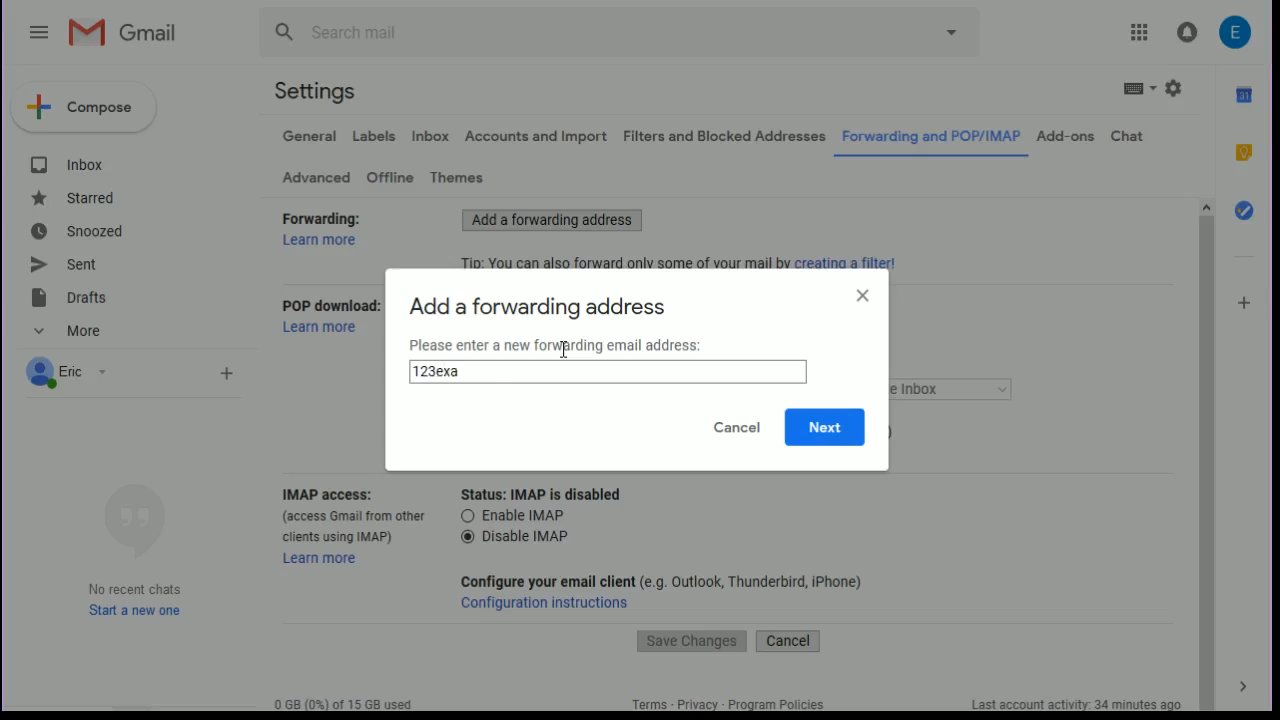 Gmail
Search mail
E
Compose
Settings
General Labels Inbox Accounts and Import Filters and Blocked Addresses Forwarding and POP/IMAP Add-ons Chat
Advanced Offline Themes
31
Inbox
Starred
Snoozed
Sent
Drafts
More
Eric
Forwarding:
Learn more
Add a forwarding address
Tip: You can also forward only some of your mail by creating a filter!
POP download:
Learn more
Add a forwarding address
Please enter a new forwarding email address:
123exa
Cancel Next
e Inbox
)
IMAP access:
(access Gmail from other
clients using IMAP)
Learn more
Status: IMAP is disabled
Enable IMAP
Disable IMAP
Configure your email client (e.g. Outlook, Thunderbird, iPhone)
Configuration instructions
No recent chats
Start a new one
Save Changes Cancel
0 GB (0%) of 15 GB used
Terms · Privacy · Program Policies
Last account activity: 34 minutes ago